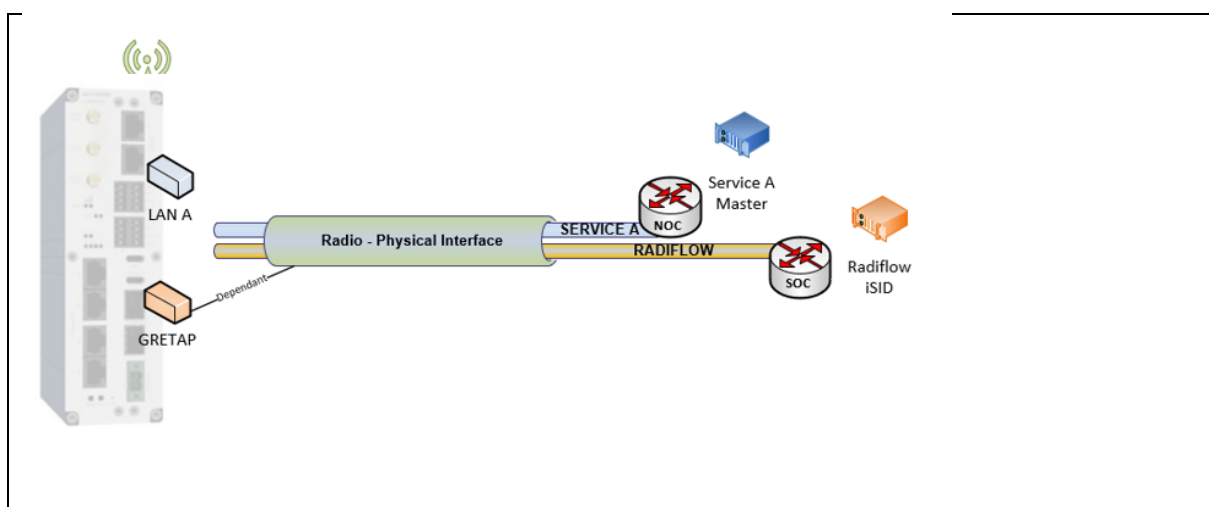 Service A
Master
LAN A
NOC
SERVICE A
Radio - Physical Interface
RADIFLOW
SOC
Radiflow
iSID
Dependant
GRETAP